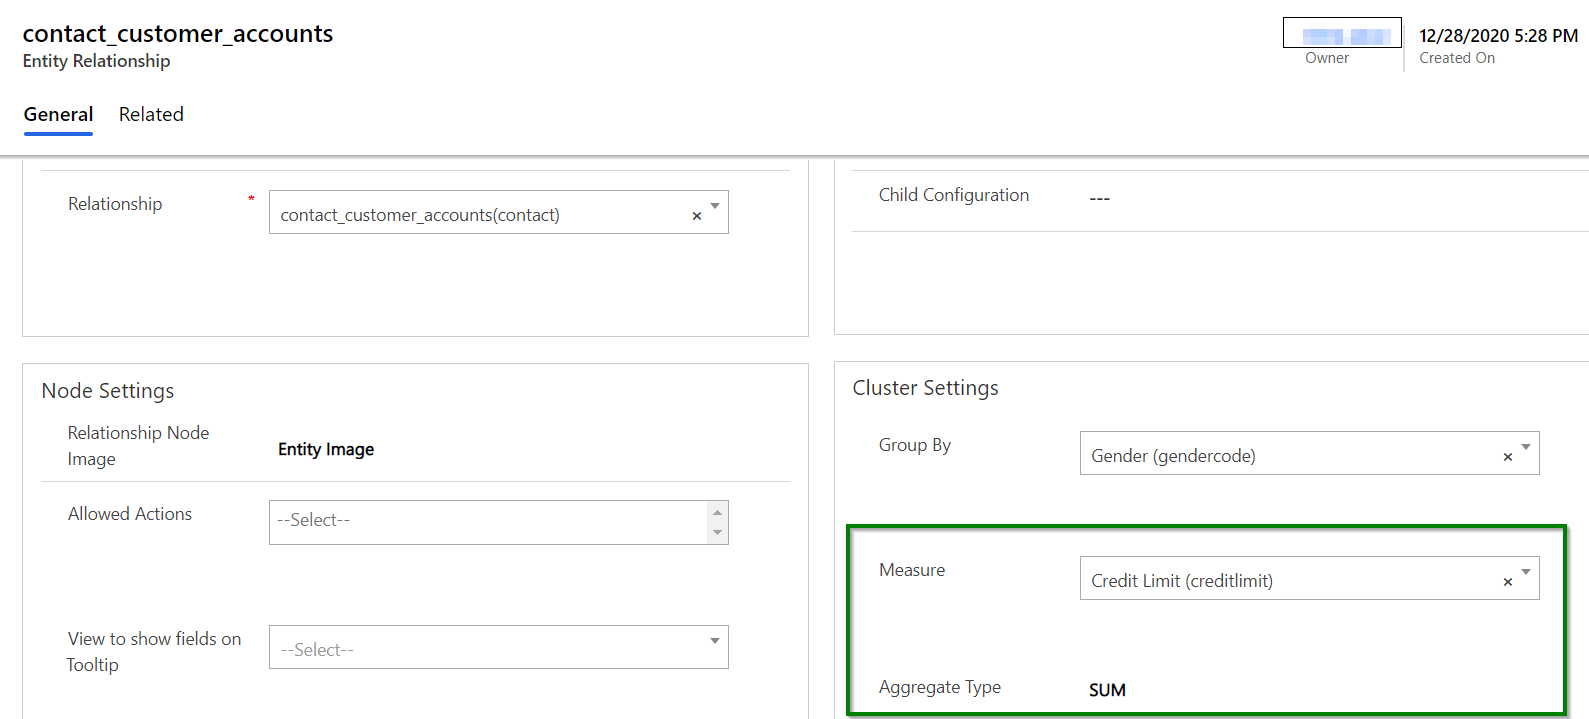 contact_customer_accounts
Entity Relationship
12/28/2020 5:28 PM
Owner
Created On
General
Related
Relationship
*
contact_customer_accounts(contact)
×
Child Configuration
---
Node Settings
Relationship Node
Image
Entity Image
Allowed Actions
--Select--
View to show fields on
Tooltip
--Select--
Cluster Settings
Group By
Gender (gendercode)
×
Measure
Credit Limit (creditlimit)
×
Aggregate Type
SUM